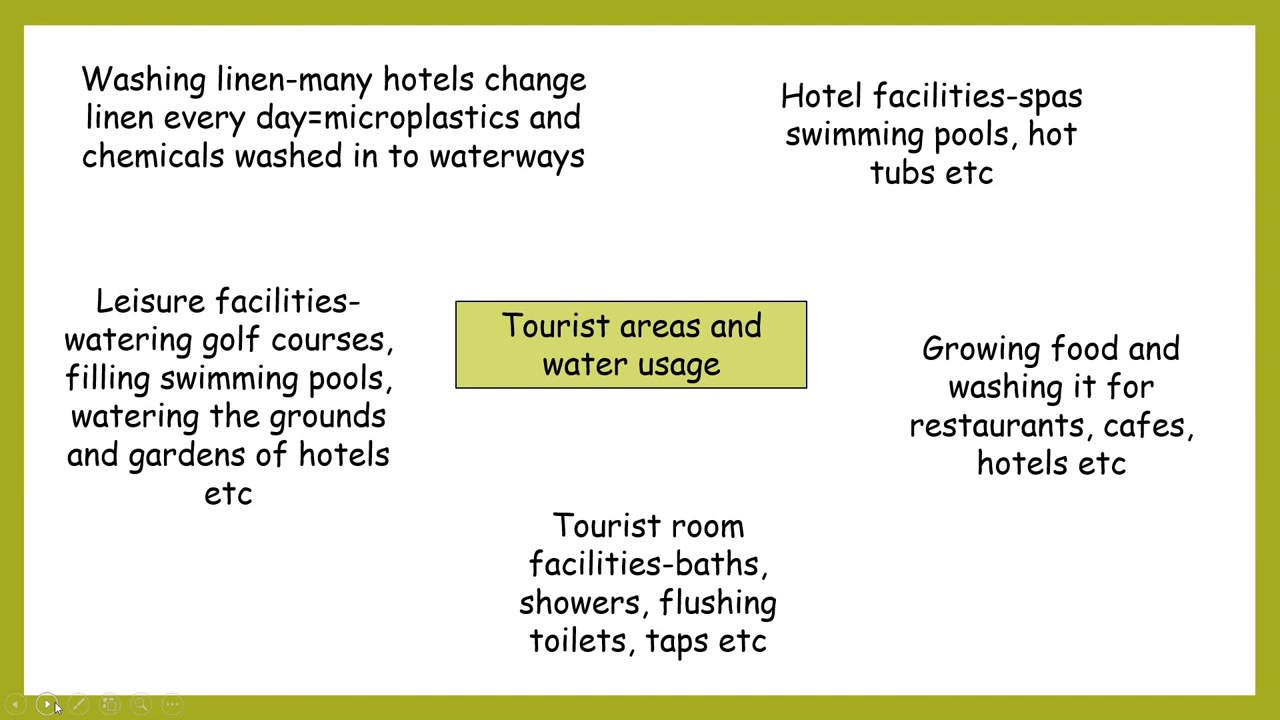 Washing linen-many hotels change
linen every day=microplastics and
chemicals washed in to waterways
Hotel facilities-spas
swimming pools, hot
tubs etc
Leisure facilities-
watering golf courses,
filling swimming pools,
watering the grounds
and gardens of hotels
etc
Tourist areas and
water usage
Growing food and
washing it for
restaurants, cafes,
hotels etc
Tourist room
facilities-baths,
showers, flushing
toilets, taps etc